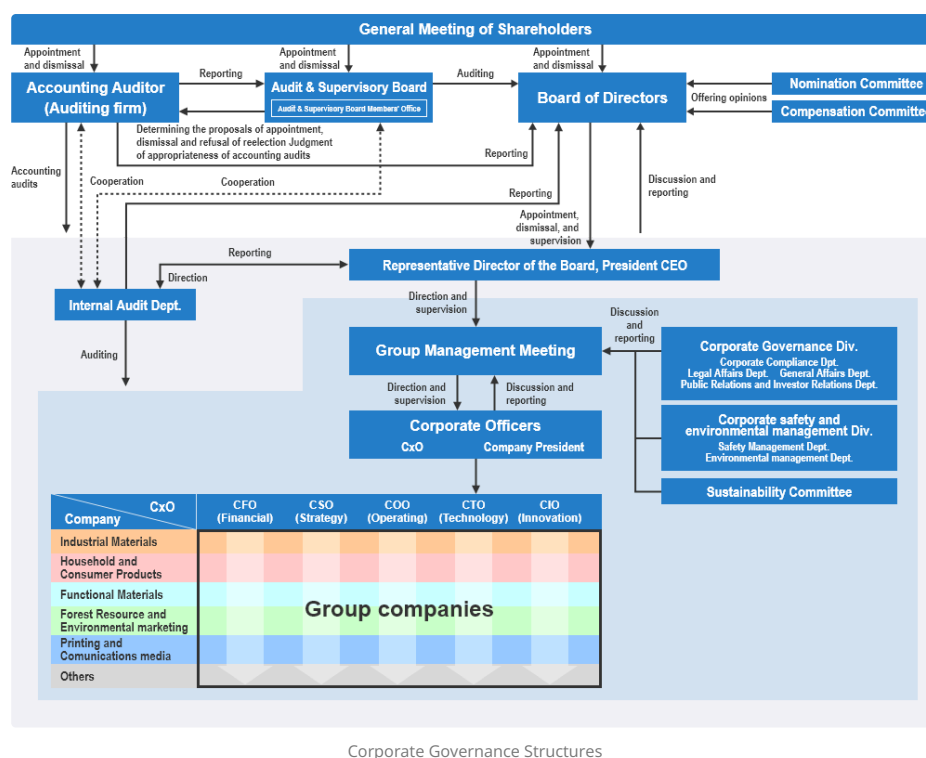 General Meeting of Shareholders
Appointment
and dismissal
Appointment
and dismissal
Appointment
and dismissal
Accounting Auditor
(Auditing firm)
Reporting
Audit & Supervisory Board
Audit & Supervisory Board Members' Office
Auditing
Board of Directors
Offering opinions
Nomination Committee
Compensation Committee
Determining the proposals of appointment,
dismissal and refusal of reelection Judgment
of appropriateness of accounting audits
Reporting
Accounting
audits
Cooperation
Cooperation
Reporting
Discussion and
reporting
Appointment,
dismissal, and
supervision
Reporting
Direction
Representative Director of the Board, President CEO
Internal Audit Dept.
Direction and
supervision
Discussion
and
reporting
Auditing
Group Management Meeting
Corporate Governance Div.
Corporate Compliance Dpt.
Legal Affairs Dept. General Affairs Dept.
Public Relations and Investor Relations Dept.
Direction and
supervision
Discussion and
reporting
Corporate Officers
CxO Company President
Corporate safety and
environmental management Div.
Safety Management Dept.
Environmental management Dept.
Sustainability Committee
CxO
Company
CFO
(Financial)
CSO
(Strategy)
COO
(Operating)
CTO
(Technology)
CIO
(Innovation)
Industrial Materials
Household and
Consumer Products
Functional Materials
Forest Resource and
Environmental marketing
Printing and
Comunications media
Others
Group companies
Corporate Governance Structures